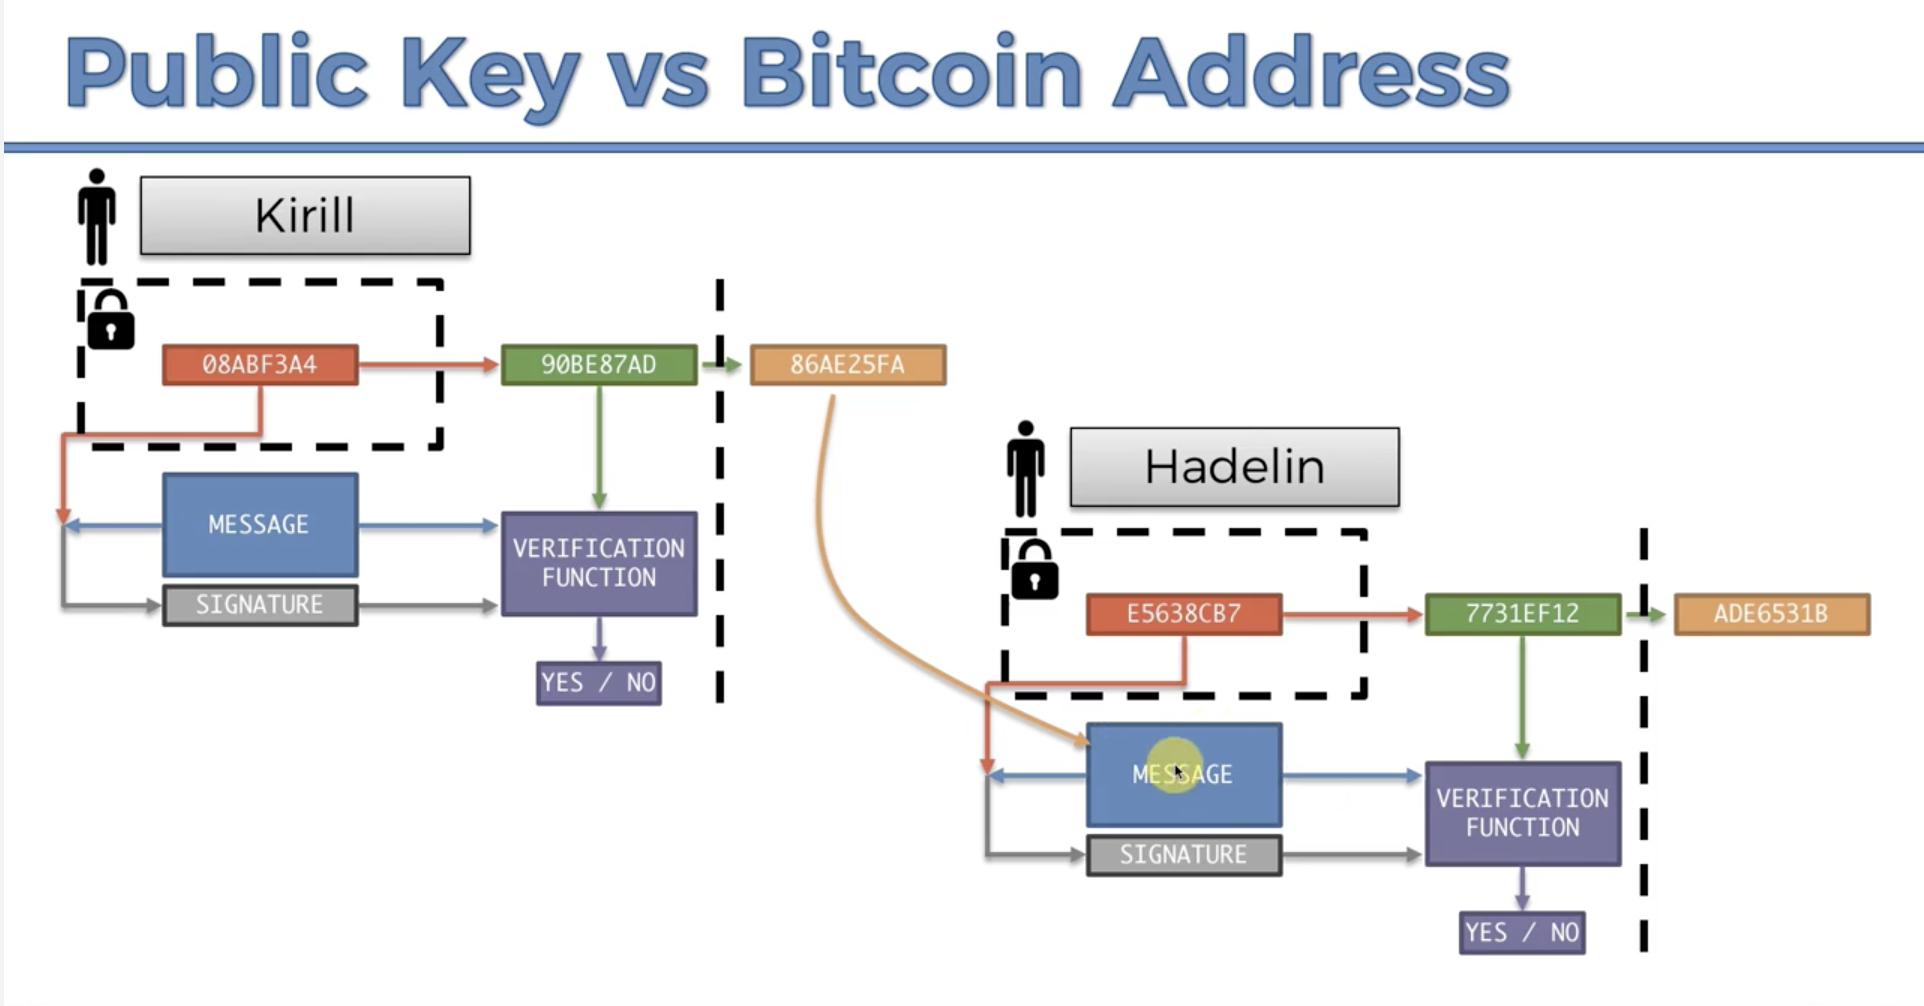 Public Key vs Bitcoin Address
Kirill
08ABF3A4
90BE87AD
86AE25FA
MESSAGE
SIGNATURE
VERIFICATION
FUNCTION
YES / NO
Hadelin
E5638CB7
7731EF12
ADE6531B
MESSAGE
SIGNATURE
VERIFICATION
FUNCTION
YES / NO